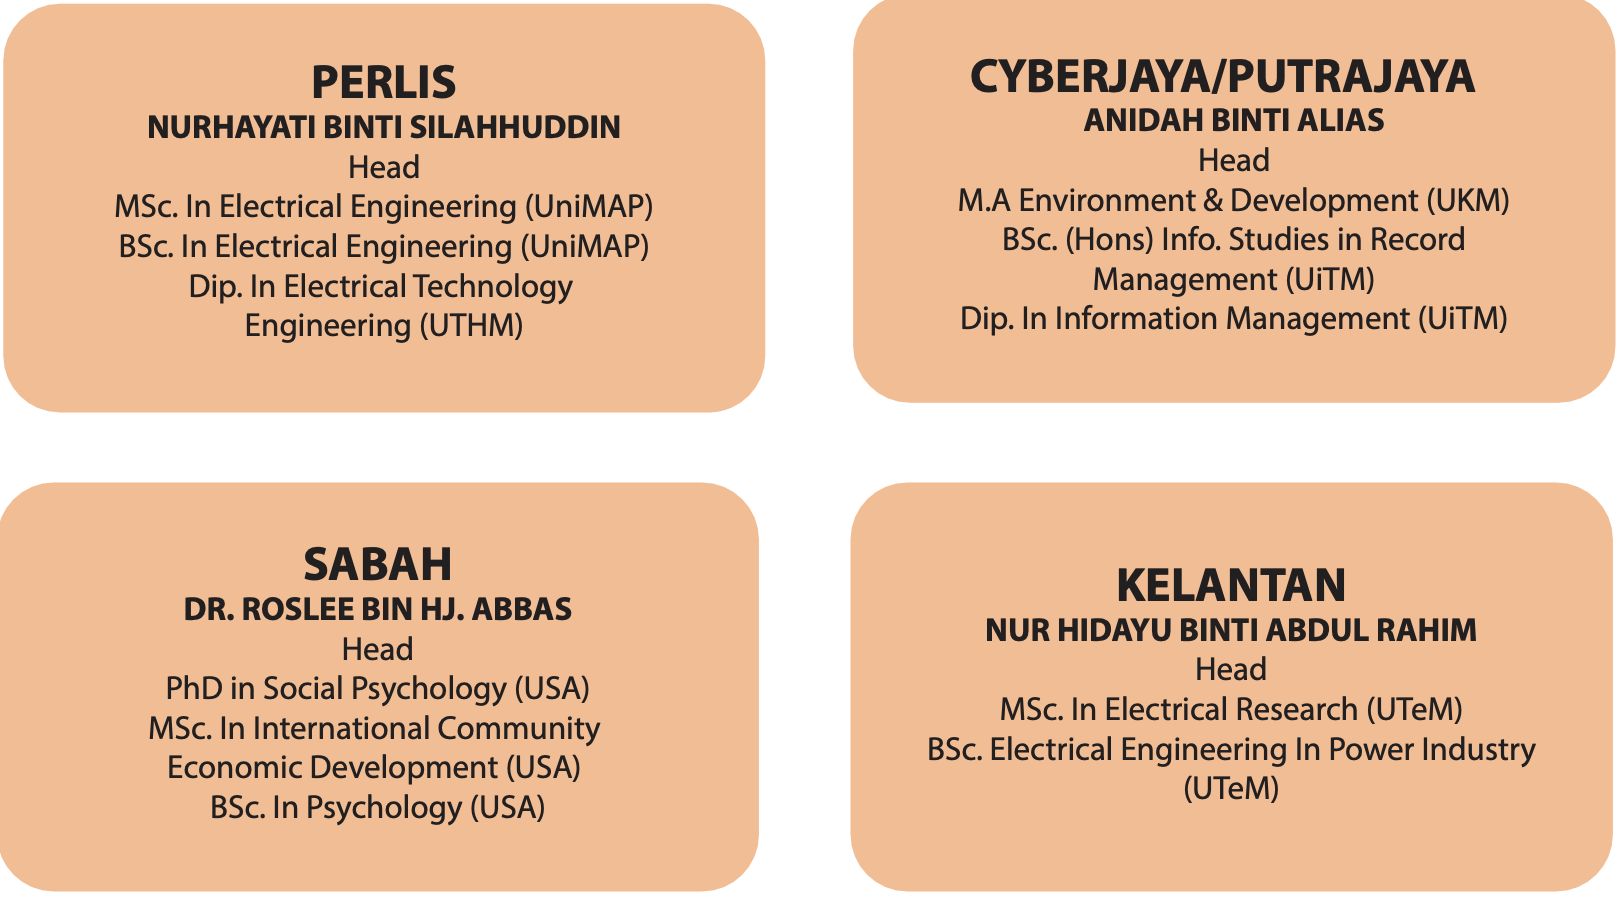 PERLIS
NURHAYATI BINTI SILAHHUDDIN
Head
MSc. In Electrical Engineering (UniMAP)
BSc. In Electrical Engineering (UniMAP)
Dip. In Electrical Technology
Engineering (UTHM)
CYBERJAYA/PUTRAJAYA
ANIDAH BINTI ALIAS
Head
M.A Environment & Development (UKM)
BSc. (Hons) Info. Studies in Record
Management (UiTM)
Dip. In Information Management (UiTM)
SABAH
DR. ROSLEE BIN HJ. ABBAS
Head
PhD in Social Psychology (USA)
MSc. In International Community
Economic Development (USA)
BSc. In Psychology (USA)
KELANTAN
NUR HIDAYU BINTI ABDUL RAHIM
Head
MSc. In Electrical Research (UTeM)
BSc. Electrical Engineering In Power Industry
(UTeM)